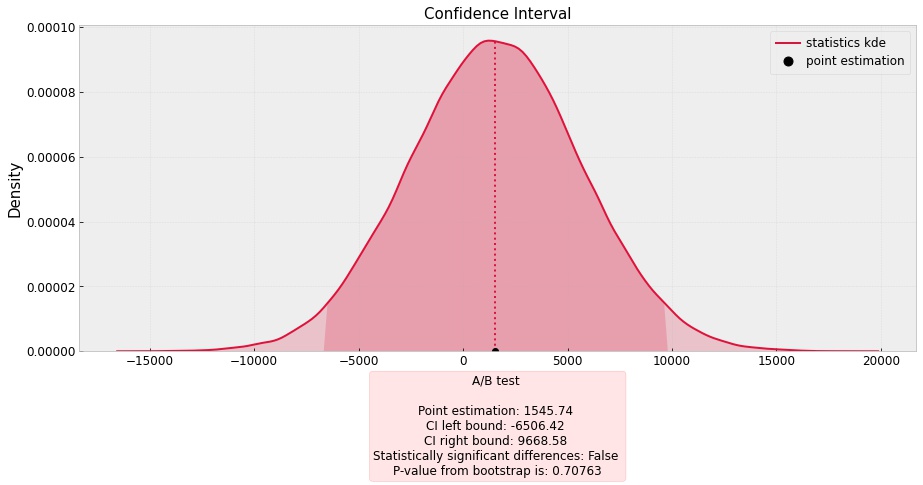 Confidence Interval
statistics kde
point estimation
Density
0.00010
0.00008
0.00006
0.00004
0.00002
0.00000
−15000 −10000 −5000 0 5000 10000 15000 20000
A/B test
Point estimation: 1545.74
CI left bound: -6506.42
CI right bound: 9668.58
Statistically significant differences: False
P-value from bootstrap is: 0.70763